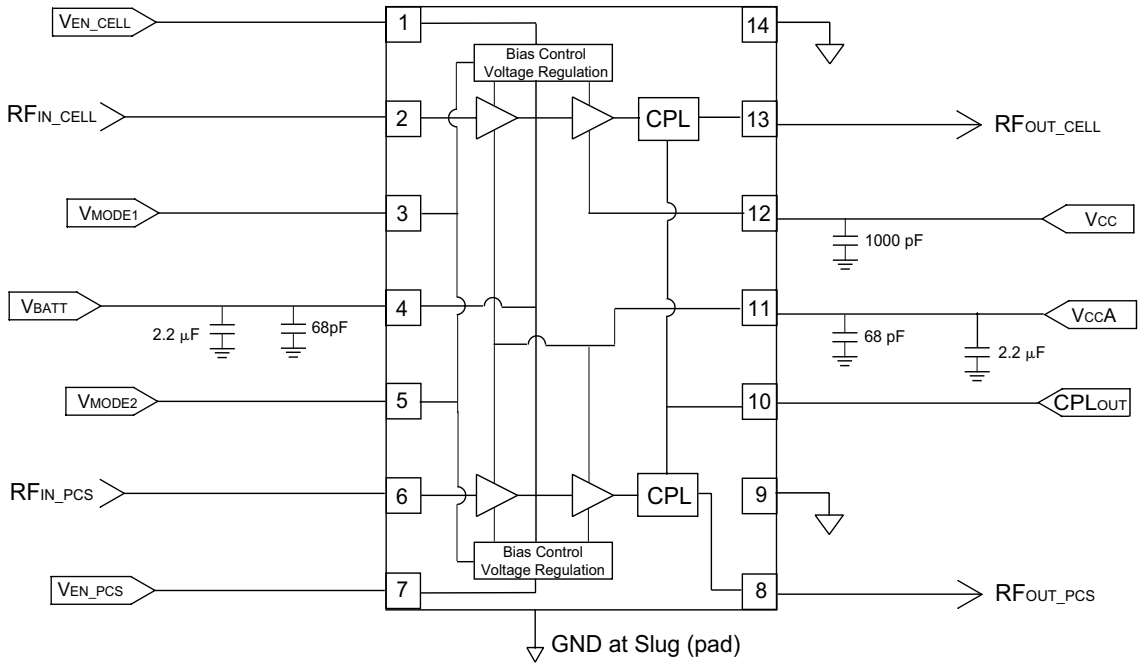 VEN_CELL
1
Bias Control
Voltage Regulation
14
RFIN_CELL
2
CPL
13
RFOUT_CELL
VMODE1
3
12
VCC
1000 pF
VBATT
4
2.2 μF
68pF
11
VCCA
68 pF
2.2 μF
VMODE2
5
10
CPLOUT
RFIN_PCS
6
CPL
9
Bias Control
Voltage Regulation
VEN_PCS
7
8
RFOUT_PCS
GND at Slug (pad)